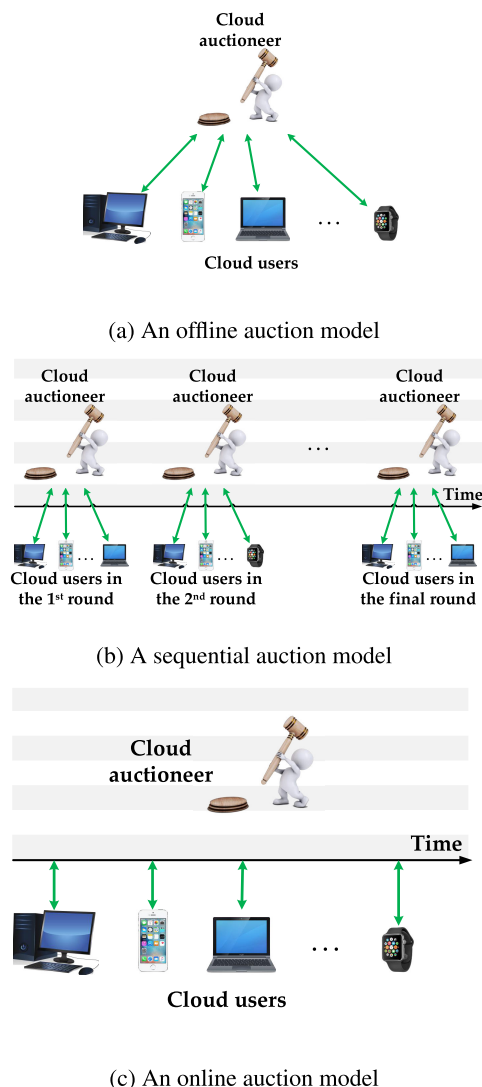 Cloud
auctioneer
...
Cloud users
(a) An offline auction model
Cloud
auctioneer
Cloud
auctioneer
Cloud
auctioneer
...
Time
...
...
...
Cloud users in
the 1st round
Cloud users in
the 2nd round
Cloud users in
the final round
(b) A sequential auction model
Cloud
auctioneer
Time
...
Cloud users
(c) An online auction model